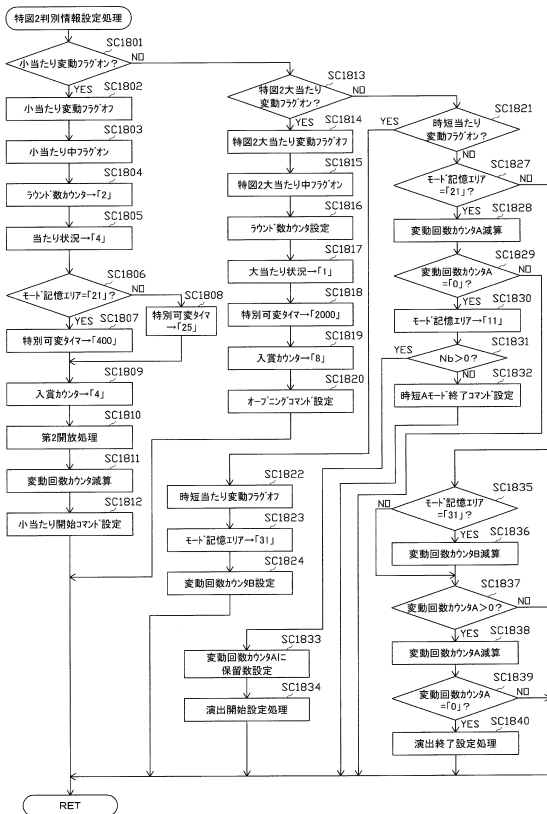 特図2判別情報設定処理
SC1801
小当たり変動フラグオン?
NO
YES
SC1802
小当たり変動フラグオフ
SC1803
小当たり中フラグオン
SC1804
ラウンド数カウンタ→「2」
SC1805
当たり状況→「4」
SC1806
モード記憶エリア=「21」?
NO
YES
SC1808
特別可変タイマ
→「25」
SC1807
特別可変タイマ→「400」
SC1809
入賞カウンター→「4」
SC1810
第2開放処理
SC1811
変動回数カウンタ減算
SC1812
小当たり開始コマンド設定
SC1813
特図2大当たり
変動フラグオン?
NO
YES
SC1814
特図2大当たり変動フラグオフ
SC1815
特図2大当たり中フラグオン
SC1816
ラウンド数カウンタ設定
SC1817
大当たり状況→「1」
SC1818
特別可変タイマ→「2000」
SC1819
入賞カウンター→「8」
SC1820
オープニングコマンド設定
SC1821
時短当たり
変動フラグオン?
YES
NO
SC1822
時短当たり変動フラグオフ
SC1823
モード記憶エリア→「31」
SC1824
変動回数カウンタB設定
SC1827
モード記憶エリア
=「21」?
NO
YES
SC1828
変動回数カウンタA減算
SC1829
変動回数カウンタA
=「0」?
NO
YES
SC1830
モード記憶エリア→「11」
SC1831
Nb>0?
YES
NO
SC1832
時短Aモード終了コマンド設定
SC1833
変動回数カウンタAに
保留数設定
SC1834
演出開始設定処理
SC1835
モード記憶エリア
=「31」?
NO
YES
SC1836
変動回数カウンタB減算
SC1837
変動回数カウンタA>0?
NO
YES
SC1838
変動回数カウンタA減算
SC1839
変動回数カウンタA
=「0」?
NO
YES
SC1840
演出終了設定処理
RET